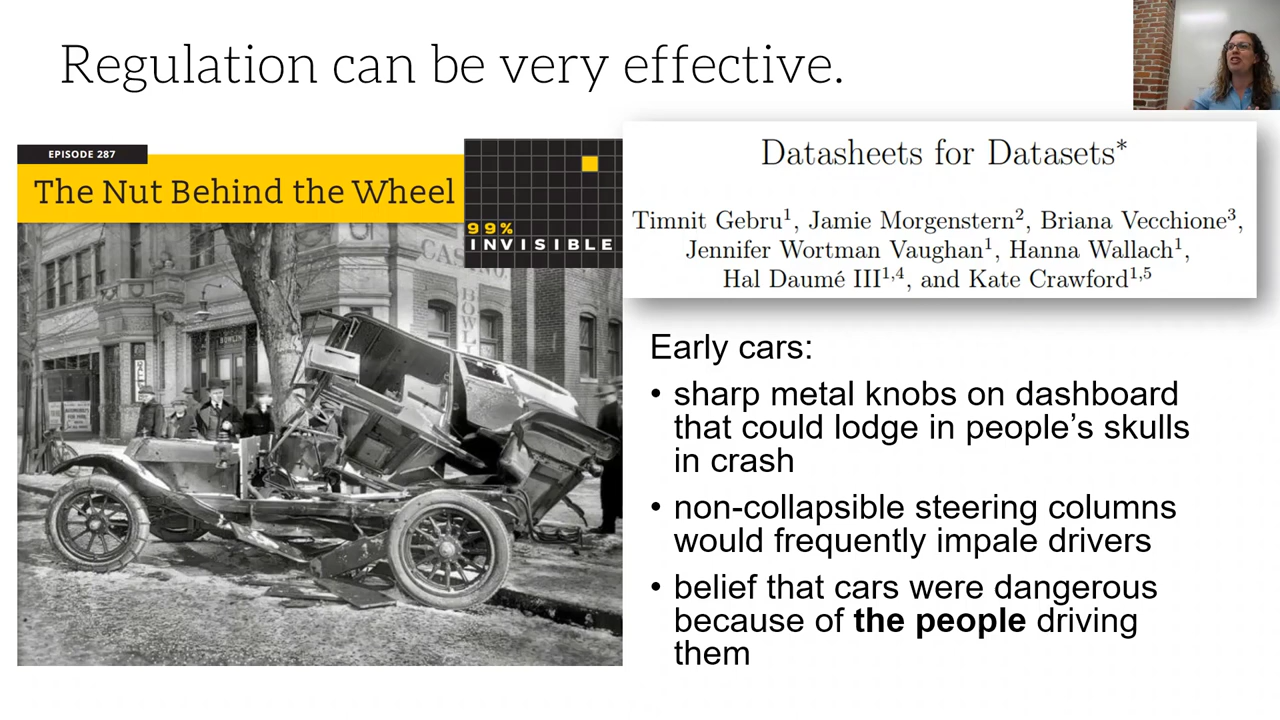 Regulation can be very effective.
EPISODE 287
The Nut Behind the Wheel
99%
INVISIBLE
CASINO.
BOWL
BOWLIN
Datasheets for Datasets*
Timnit Gebru¹, Jamie Morgenstern², Briana Vecchione³,
Jennifer Wortman Vaughan¹, Hanna Wallach¹,
Hal Daumé III¹,⁴, and Kate Crawford¹,⁵
Early cars:
• sharp metal knobs on dashboard
that could lodge in people’s skulls
in crash
• non-collapsible steering columns
would frequently impale drivers
• belief that cars were dangerous
because of the people driving
them